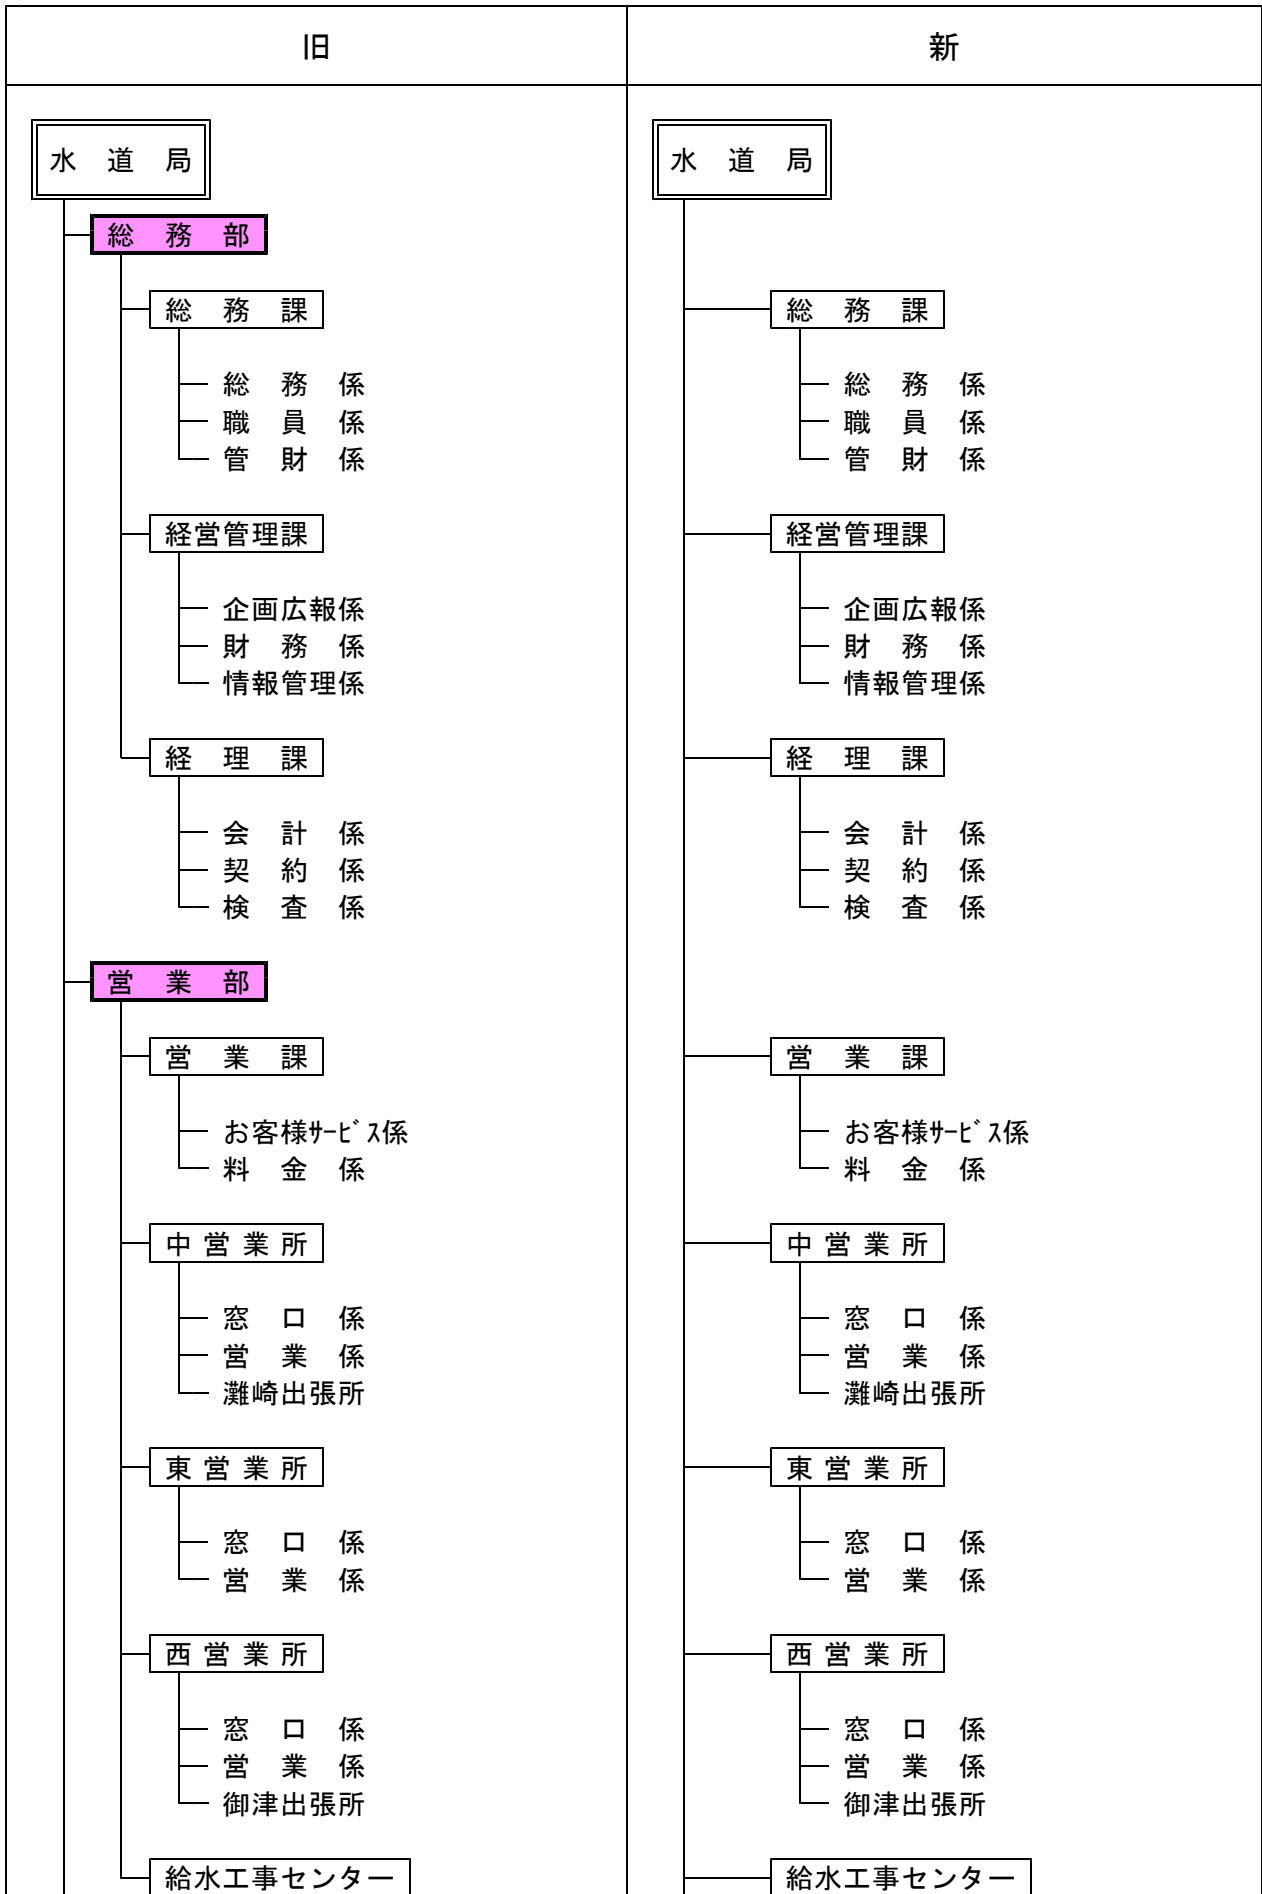 旧
新
水　道　局
水　道　局
総　務　部
総　務　課
総　務　課
総　務　係
総　務　係
職　員　係
職　員　係
管　財　係
管　財　係
経営管理課
経営管理課
企画広報係
企画広報係
財　務　係
財　務　係
情報管理係
情報管理係
経　理　課
経　理　課
会　計　係
会　計　係
契　約　係
契　約　係
検　査　係
検　査　係
営　業　部
営　業　課
営　業　課
お客様ｻｰﾋﾞｽ係
お客様ｻｰﾋﾞｽ係
料　金　係
料　金　係
中 営 業 所
中 営 業 所
窓　口　係
窓　口　係
営　業　係
営　業　係
灘崎出張所
灘崎出張所
東 営 業 所
東 営 業 所
窓　口　係
窓　口　係
営　業　係
営　業　係
西 営 業 所
西 営 業 所
窓　口　係
窓　口　係
営　業　係
営　業　係
御津出張所
御津出張所
給水工事センター
給水工事センター